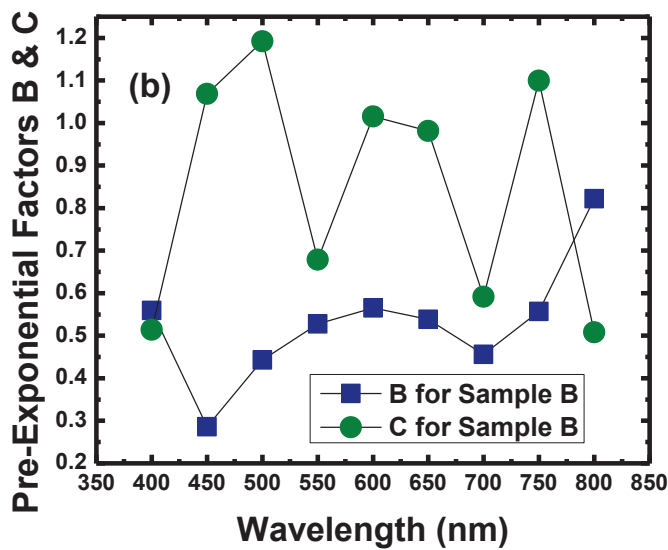 Pre-Exponential Factors B & C
1.2
1.1
1.0
0.9
0.8
0.7
0.6
0.5
0.4
0.3
0.2
(b)
B for Sample B
C for Sample B
350 400 450 500 550 600 650 700 750 800 850
Wavelength (nm)